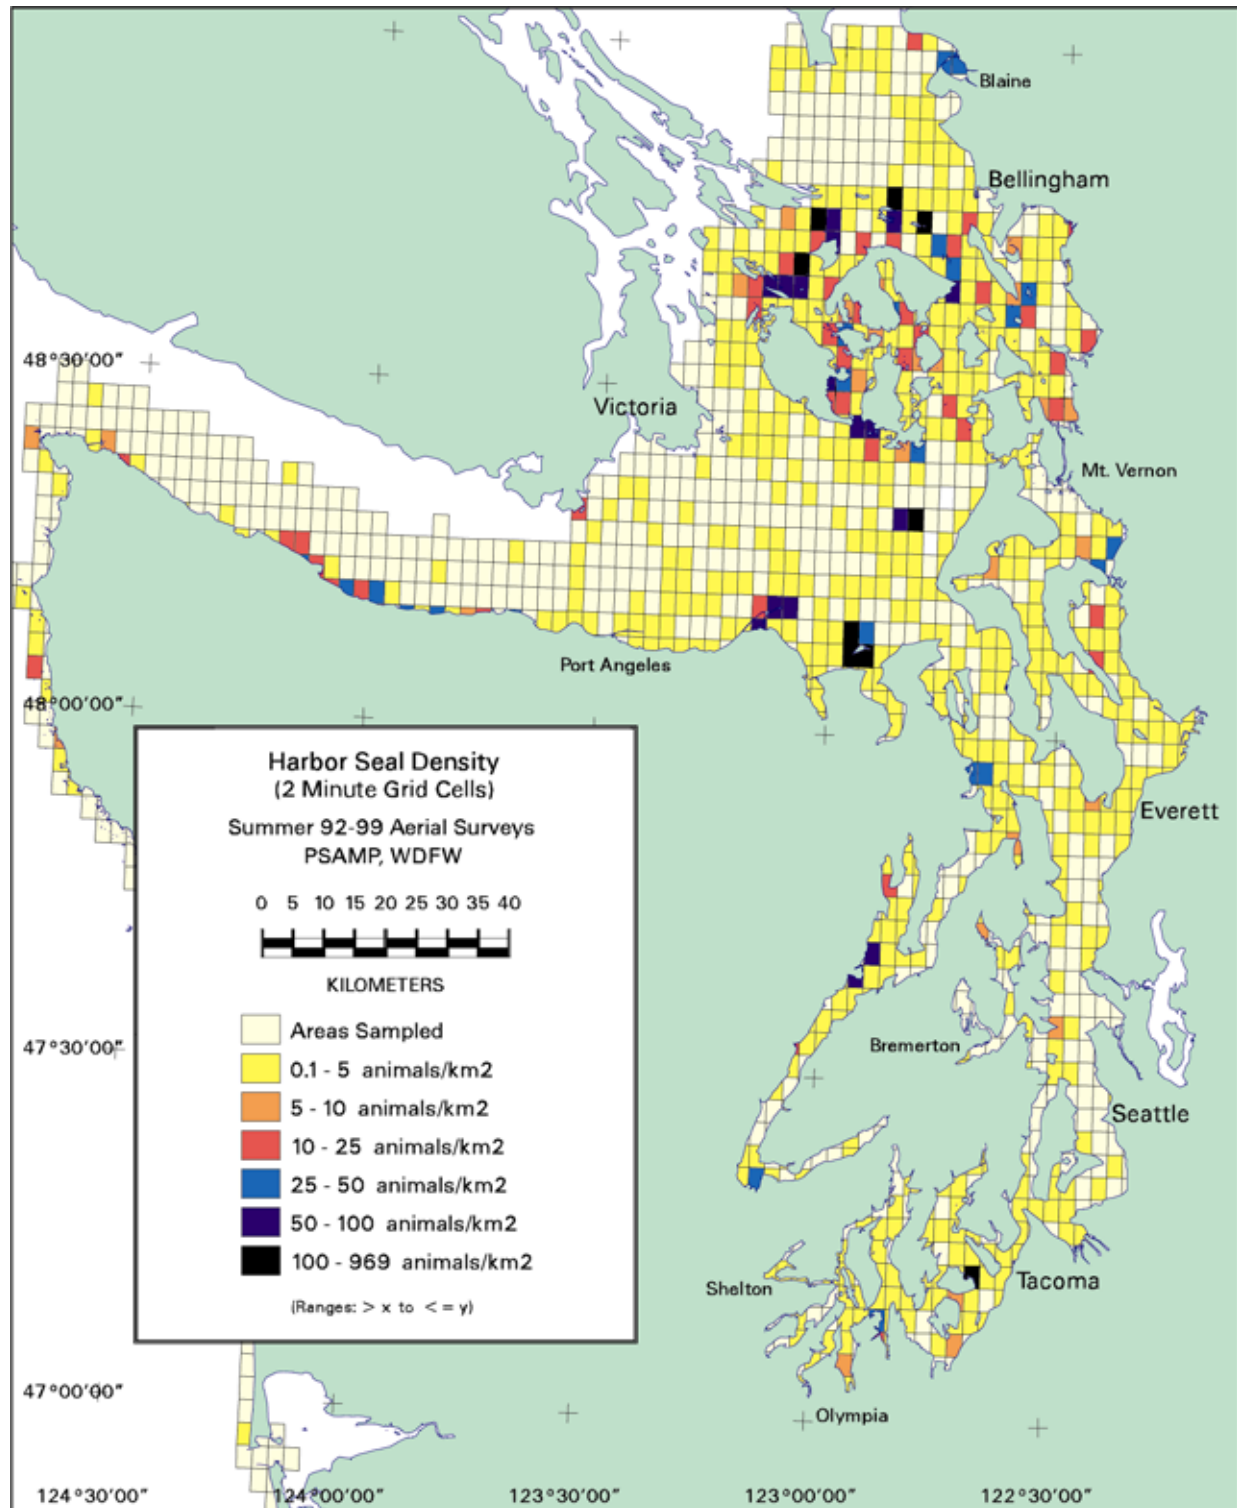 Blaine
Bellingham
48°30'00"
Victoria
Mt. Vernon
Port Angeles
48°00'00"
Harbor Seal Density
(2 Minute Grid Cells)
Summer 92-99 Aerial Surveys
PSAMP, WDFW
0 5 10 15 20 25 30 35 40
KILOMETERS
Areas Sampled
0.1 - 5 animals/km2
5 - 10 animals/km2
10 - 25 animals/km2
25 - 50 animals/km2
50 - 100 animals/km2
100 - 969 animals/km2
(Ranges: > x to < = y)
Everett
47°30'00"
Bremerton
Seattle
Shelton
Tacoma
47°00'00"
Olympia
124°30'00" 124°00'00" 123°30'00" 123°00'00" 122°30'00"